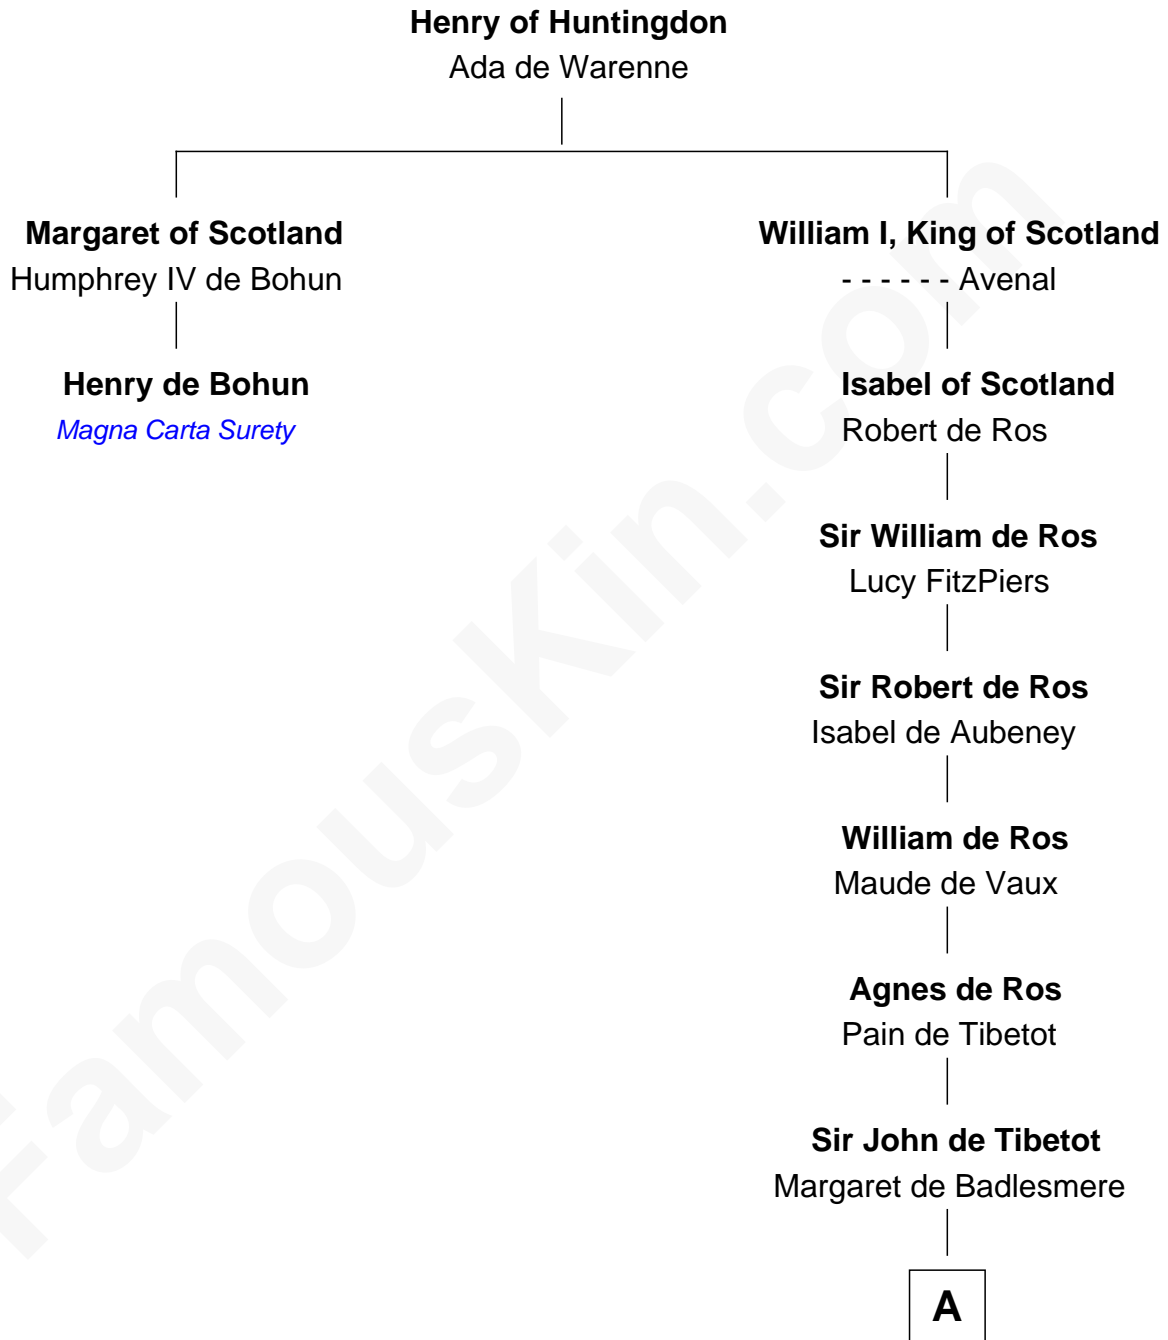 Henry of Huntingdon
Ada de Warenne
Margaret of Scotland
Humphrey IV de Bohun
Henry de Bohun
Magna Carta Surety
William I, King of Scotland
- - - - - - Avenal
Isabel of Scotland
Robert de Ros
Sir William de Ros
Lucy FitzPiers
Sir Robert de Ros
Isabel de Aubeney
William de Ros
Maude de Vaux
Agnes de Ros
Pain de Tibetot
Sir John de Tibetot
Margaret de Badlesmere
A
FamousKin.com